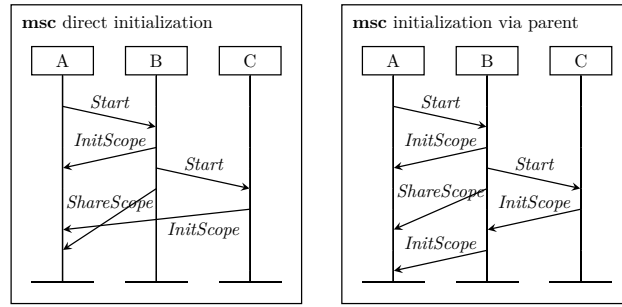 msc direct initialization
A B C
Start
InitScope
Start
ShareScope
InitScope
msc initialization via parent
A B C
Start
InitScope
Start
ShareScope
InitScope
InitScope